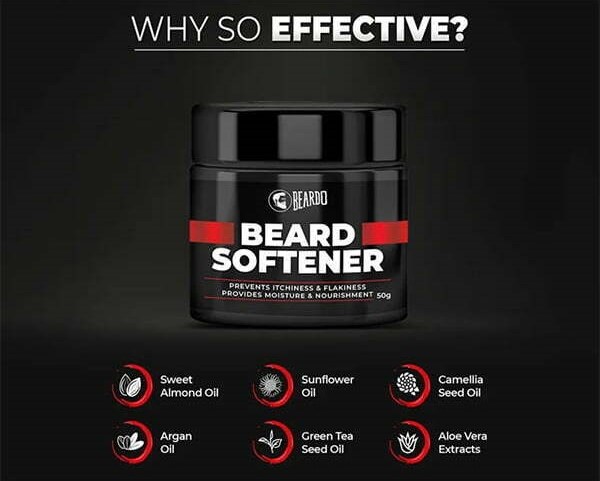 WHY SO EFFECTIVE?
BEARDO
BEARD
SOFTENER
PREVENTS ITCHINESS & FLAKINESS
PROVIDES MOISTURE & NOURISHMENT 50g
Sweet
Almond Oil
Sunflower
Oil
Camellia
Seed Oil
Argan
Oil
Green Tea
Seed Oil
Aloe Vera
Extracts